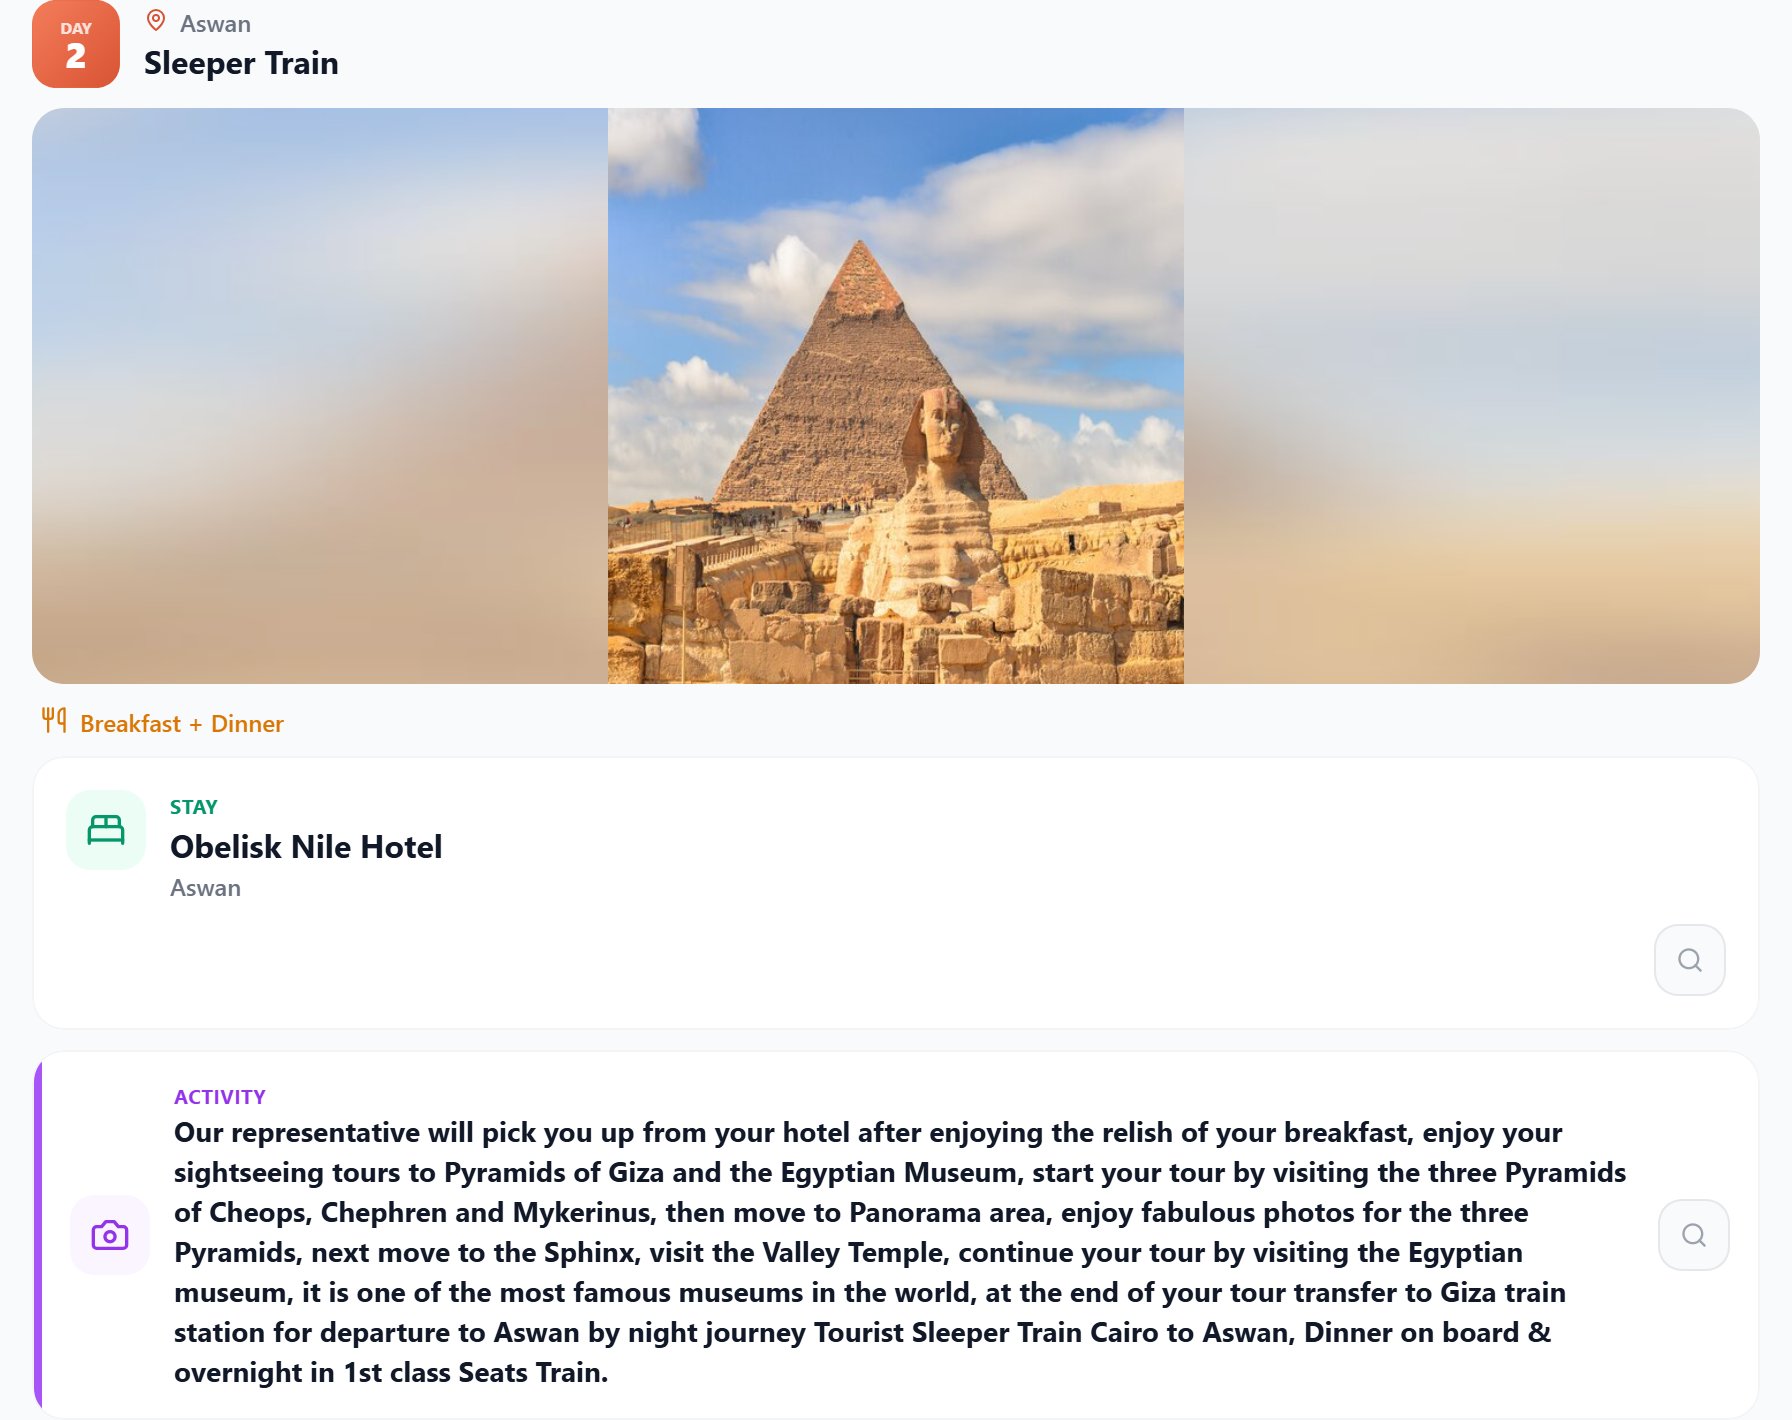 DAY
2
Aswan
Sleeper Train
Breakfast + Dinner
STAY
Obelisk Nile Hotel
Aswan
ACTIVITY
Our representative will pick you up from your hotel after enjoying the relish of your breakfast, enjoy your
sightseeing tours to Pyramids of Giza and the Egyptian Museum, start your tour by visiting the three Pyramids
of Cheops, Chephren and Mykerinus, then move to Panorama area, enjoy fabulous photos for the three
Pyramids, next move to the Sphinx, visit the Valley Temple, continue your tour by visiting the Egyptian
museum, it is one of the most famous museums in the world, at the end of your tour transfer to Giza train
station for departure to Aswan by night journey Tourist Sleeper Train Cairo to Aswan, Dinner on board &
overnight in 1st class Seats Train.